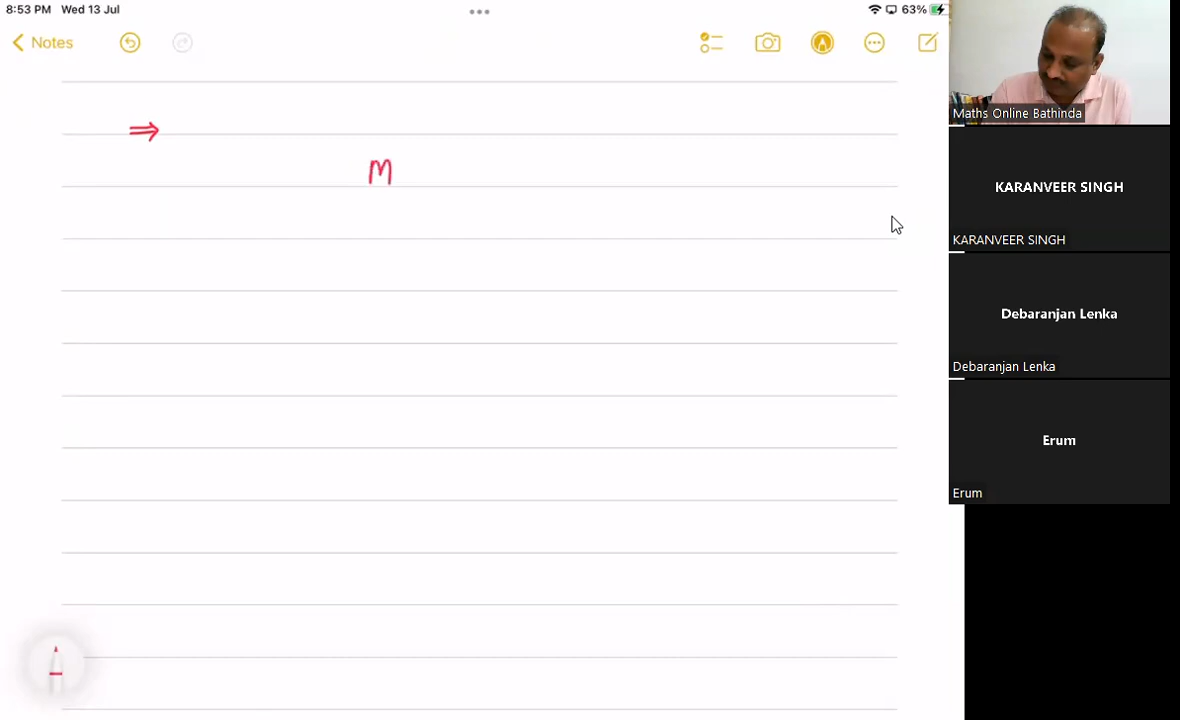 8:53 PM Wed 13 Jul
63%
Notes
⇒
M
Maths Online Bathinda
KARANVEER SINGH
KARANVEER SINGH
Debaranjan Lenka
Debaranjan Lenka
Erum
Erum